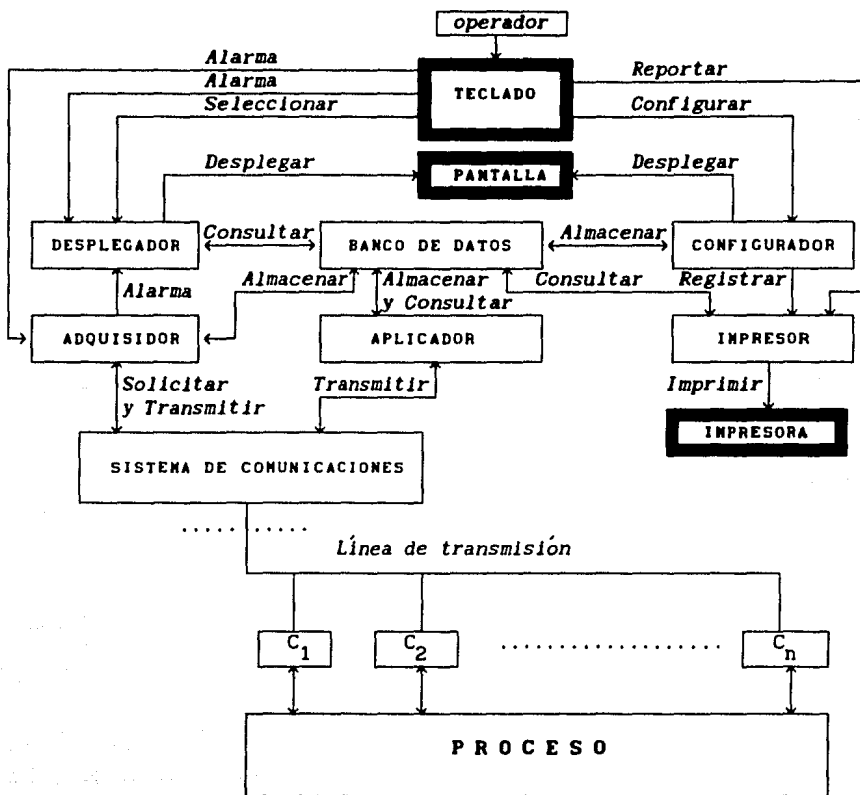 operador
Alarma
Alarma
Seleccionar
TECLADO
Reportar
Configurar
Desplegar
PANTALLA
Desplegar
DESPLEGADOR
Consultar
BANCO DE DATOS
Almacenar
CONFIGURADOR
Alarma
Almacenar
Almacenar
y Consultar
Consultar
Registrar
ADQUISIDOR
APLICADOR
IMPRESOR
Solicitar
y Transmitir
Transmitir
Imprimir
IMPRESORA
SISTEMA DE COMUNICACIONES
Línea de transmisión
C1
C2
Cn
PROCESO